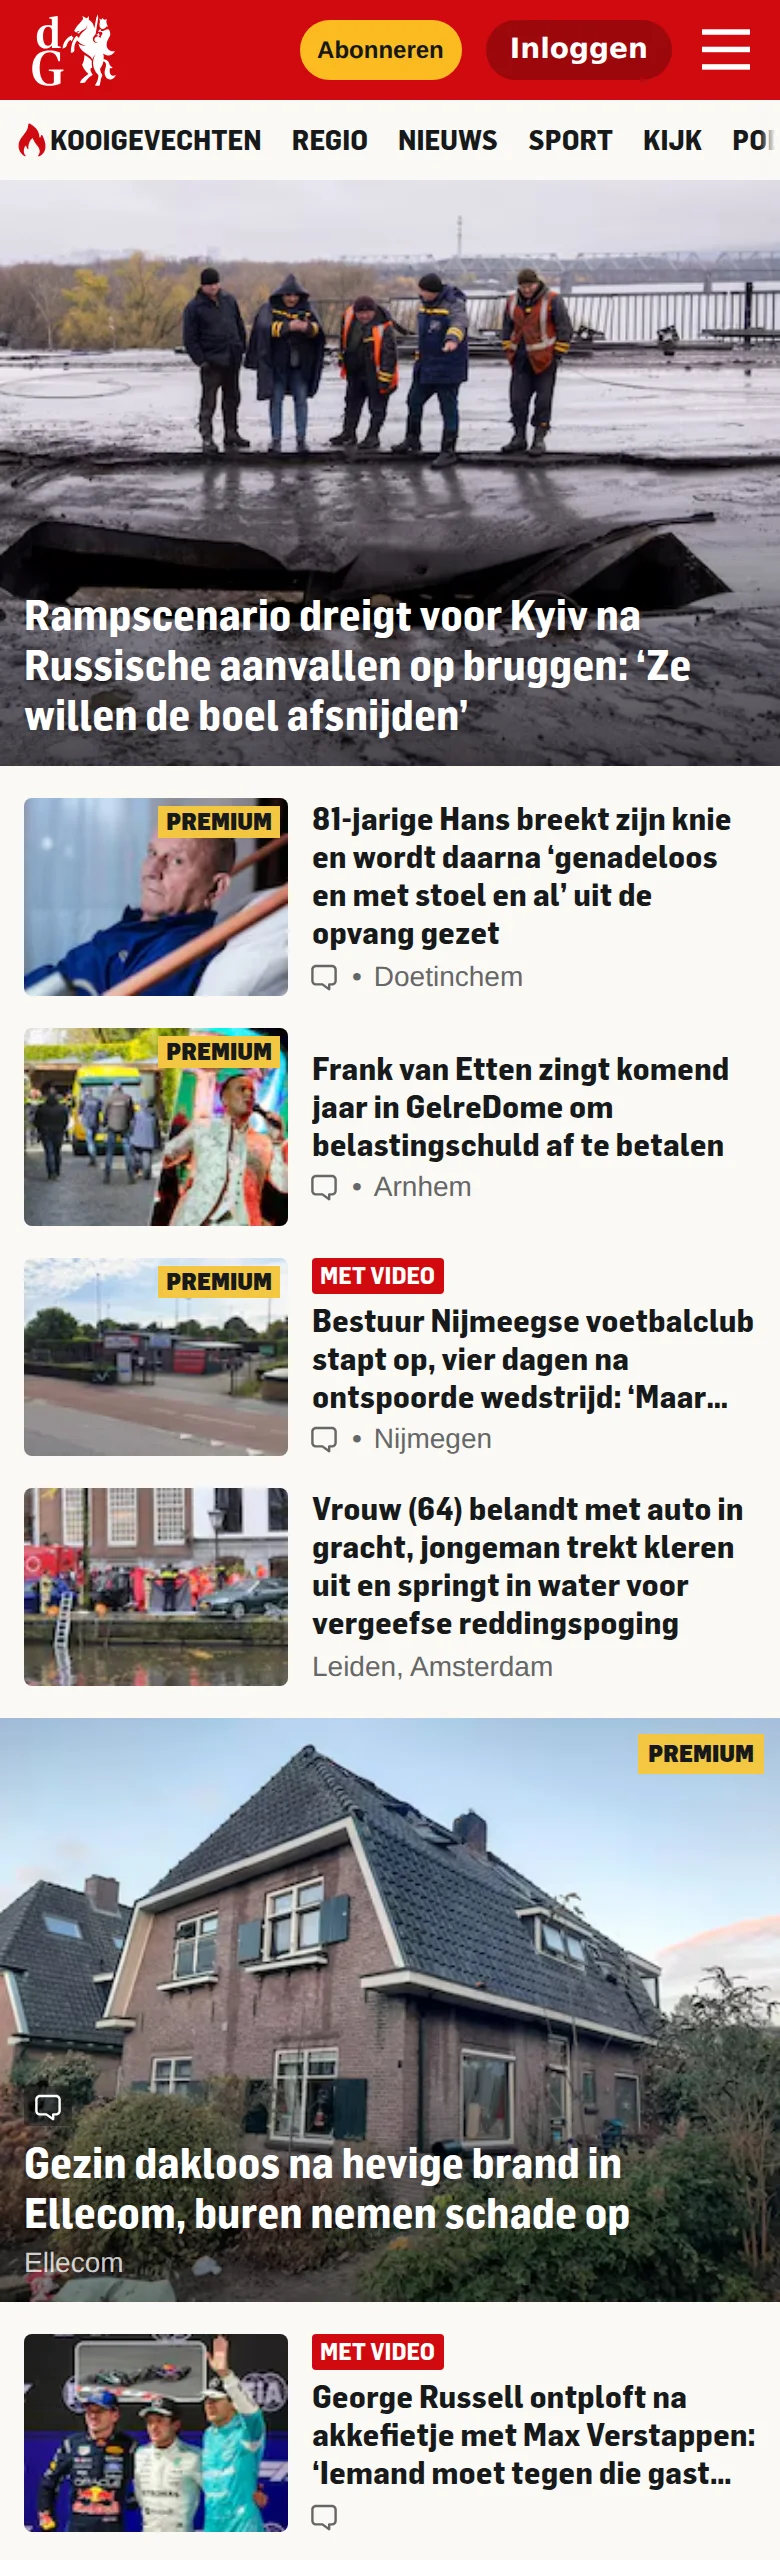 d
G
Abonneren
Inloggen
KOOIGEVECHTEN REGIO NIEUWS SPORT KIJK
Rampscenario dreigt voor Kyiv na
Russische aanvallen op bruggen: ‘Ze
willen de boel afsnijden’
PREMIUM
81-jarige Hans breekt zijn knie
en wordt daarna ‘genadeloos
en met stoel en al’ uit de
opvang gezet
• Doetinchem
PREMIUM
Frank van Etten zingt komend
jaar in GelreDome om
belastingschuld af te betalen
• Arnhem
PREMIUM
MET VIDEO
Bestuur Nijmeegse voetbalclub
stapt op, vier dagen na
ontspoorde wedstrijd: ‘Maar...
• Nijmegen
Vrouw (64) belandt met auto in
gracht, jongeman trekt kleren
uit en springt in water voor
vergeefse reddingspoging
Leiden, Amsterdam
PREMIUM
Gezin dakloos na hevige brand in
Ellecom, buren nemen schade op
Ellecom
MET VIDEO
George Russell ontploft na
akkefietje met Max Verstappen:
‘Iemand moet tegen die gast...